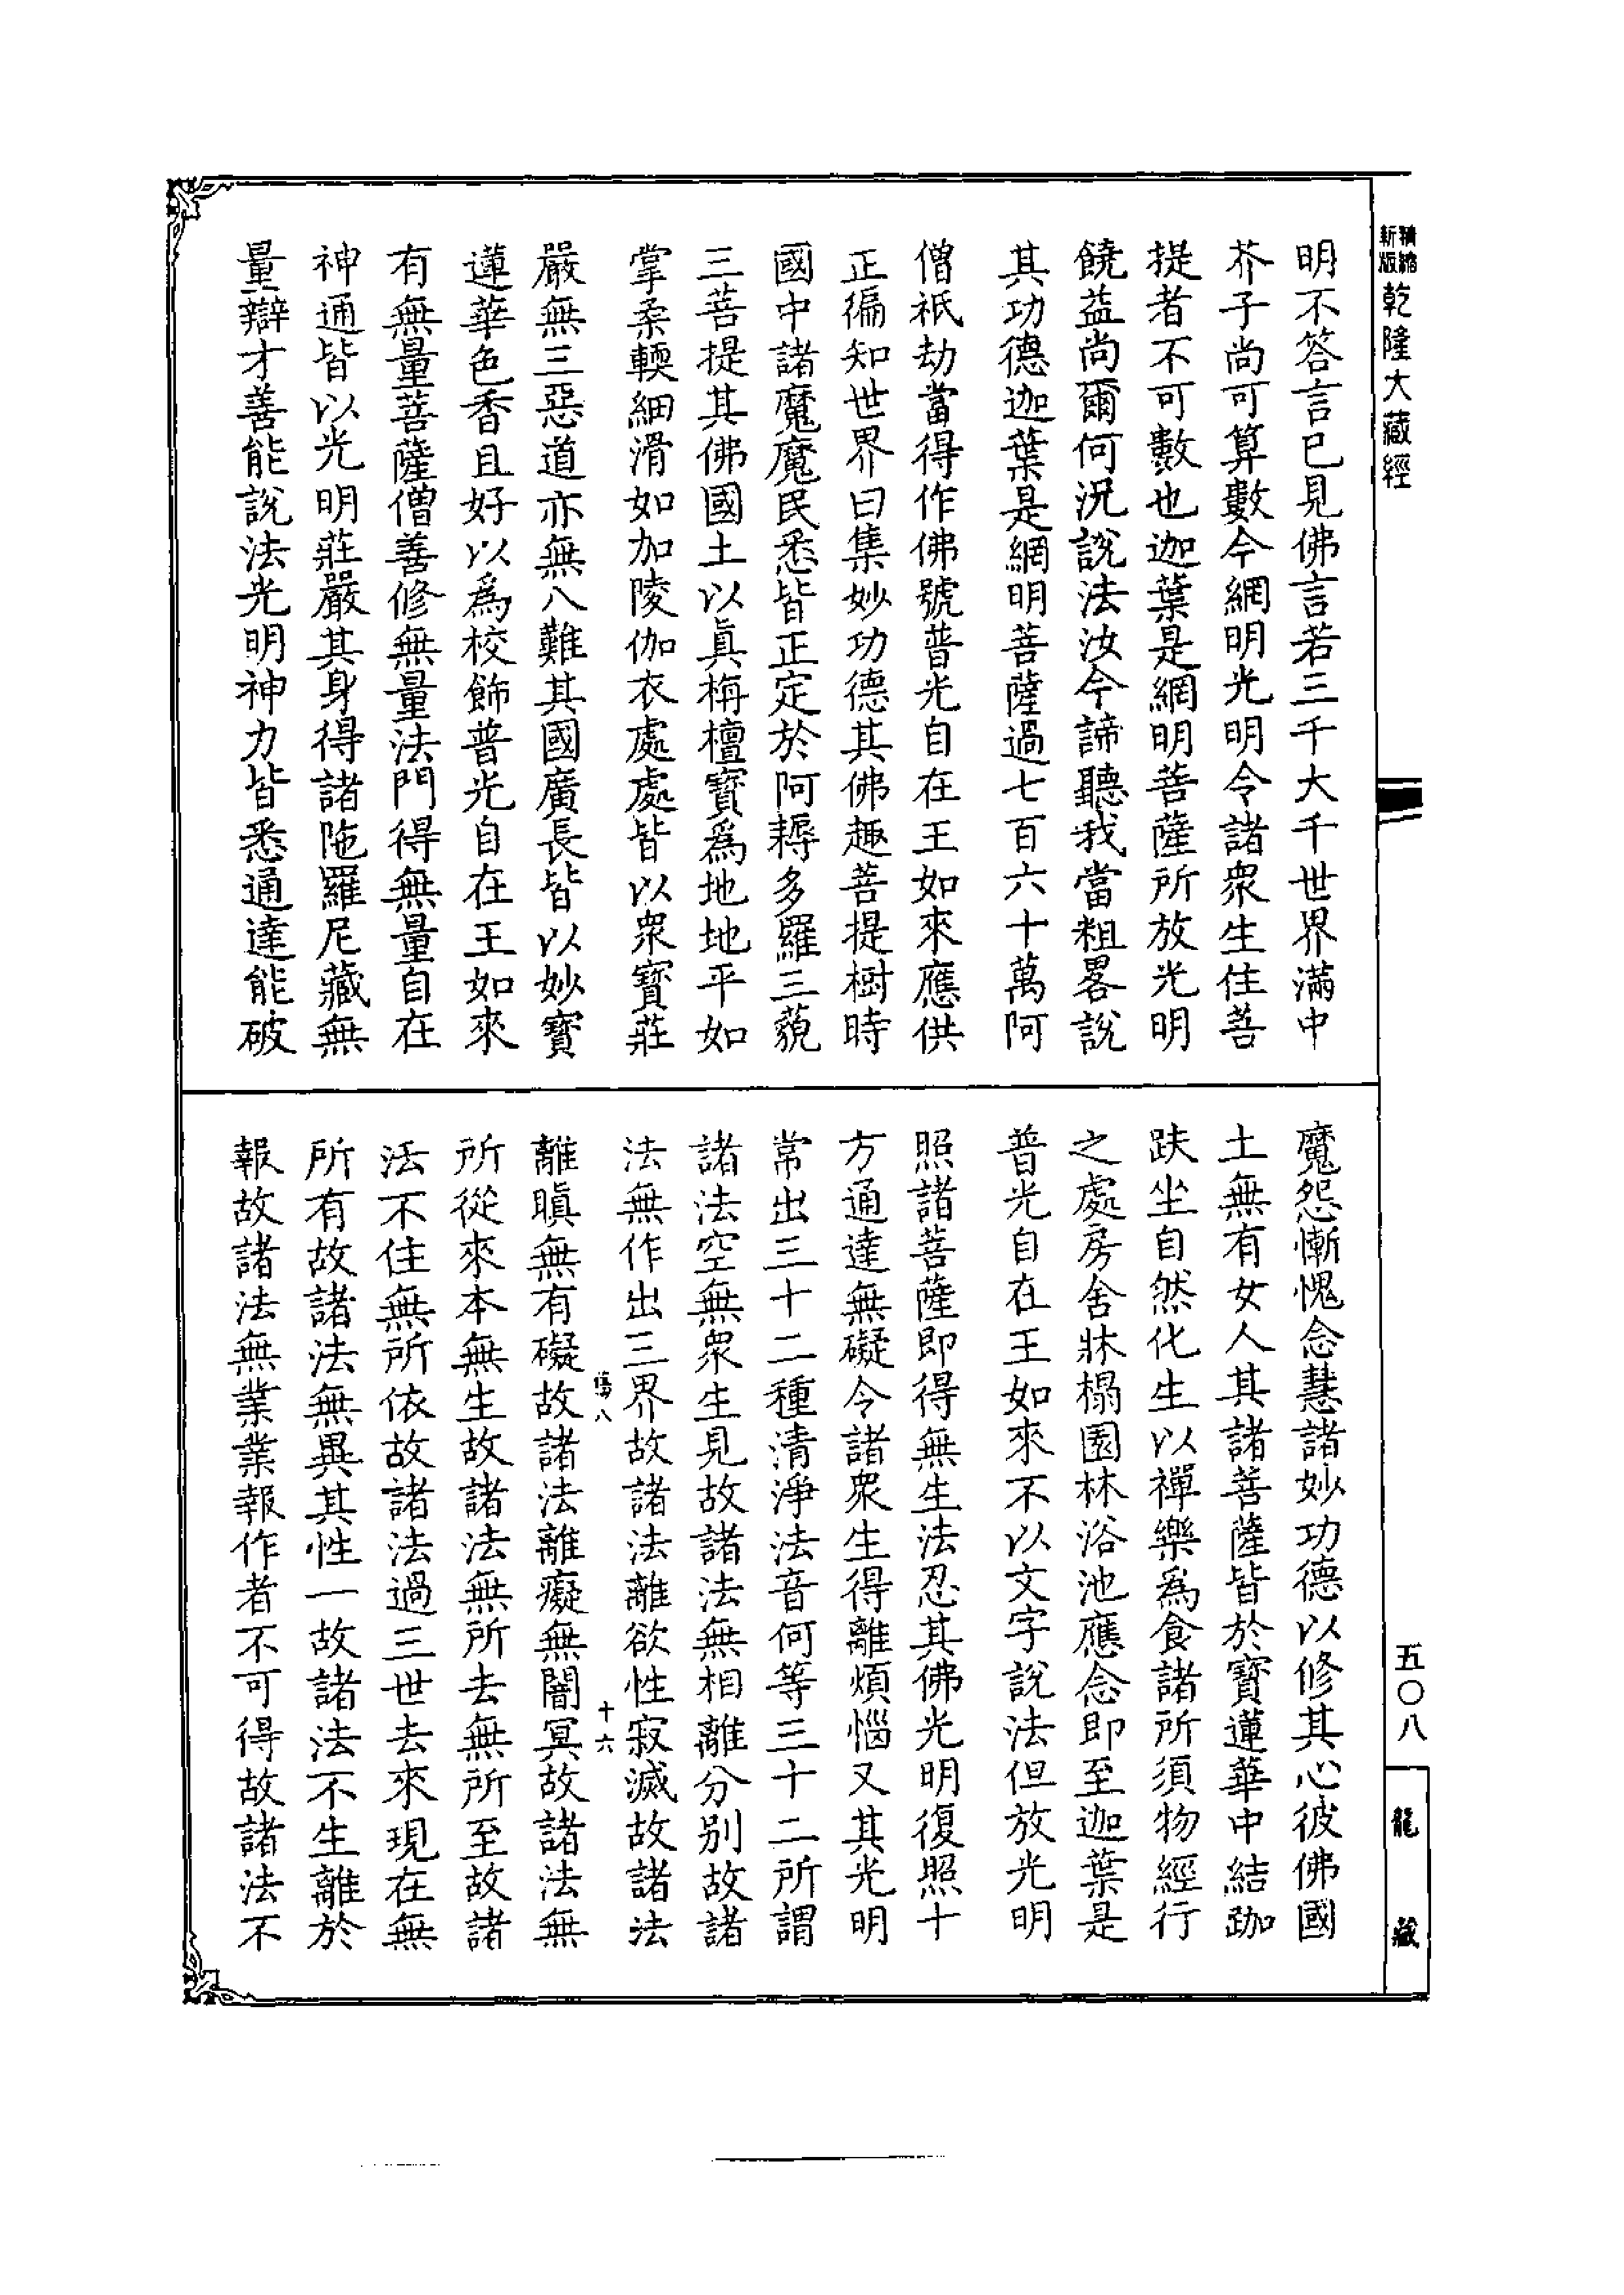 精縮
新版
乾隆大藏經
明不答言已見佛言若三千大千世界滿中
芥子尚可算數今網明光明令諸衆生住菩
提者不可數也迦葉是網明菩薩所放光明
饒益尚爾何況說法汝今諦聽我當粗畧說
其功德迦葉是網明菩薩過七百六十萬阿
僧祇劫當得作佛號普光自在王如來應供
正徧知世界曰集妙功德其佛趣菩提樹時
國中諸魔魔民悉皆正定於阿耨多羅三藐
三菩提其佛國土以眞栴檀寶爲地地平如
掌柔輭細滑如加陵伽衣處處皆以衆寶莊
嚴無三惡道亦無八難其國廣長皆以妙寶
蓮華色香且好以爲校飾普光自在王如來
有無量菩薩僧善修無量法門得無量自在
神通皆以光明莊嚴其身得諸陁羅尼藏無
量辯才善能說法光明神力皆悉通達能破
魔怨慚愧念慧諸妙功德以修其心彼佛國
土無有女人其諸菩薩皆於寶蓮華中結跏
趺坐自然化生以禪樂爲食諸所須物經行
之處房舍牀榻園林浴池應念即至迦葉是
普光自在王如來不以文字說法但放光明
照諸菩薩即得無生法忍其佛光明復照十
方通達無礙令諸衆生得離煩惱又其光明
常出三十二種清淨法音何等三十二所謂
諸法空無衆生見故諸法無相離分別故諸
法無作出三界故諸法離欲性寂滅故諸法
八
十六
離瞋無有礙故諸法離癡無闇冥故諸法無
所從來本無生故諸法無所去無所至故諸
法不住無所依故諸法過三世去來現在無
所有故諸法無異其性一故諸法不生離於
報故諸法無業業報作者不可得故諸法不
五〇八
龍藏